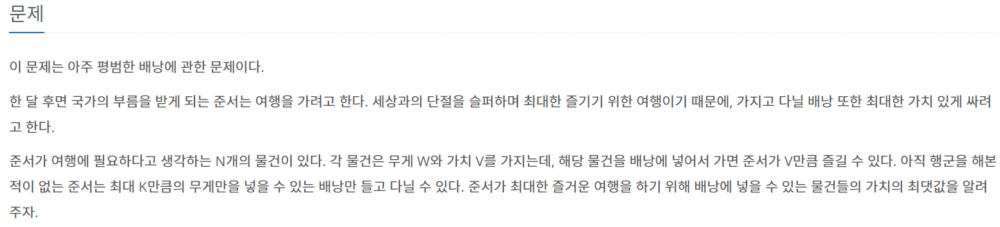 문제
이 문제는 아주 평범한 배낭에 관한 문제이다.
한 달 후면 국가의 부름을 받게 되는 준서는 여행을 가려고 한다. 세상과의 단절을 슬퍼하며 최대한 즐기기 위한 여행이기 때문에, 가지고 다닐 배낭 또한 최대한 가치 있게 싸려
고 한다.
준서가 여행에 필요하다고 생각하는 N개의 물건이 있다. 각 물건은 무게 W와 가치 V를 가지는데, 해당 물건을 배낭에 넣어서 가면 준서가 V만큼 즐길 수 있다. 아직 행군을 해본
적이 없는 준서는 최대 K만큼의 무게만을 넣을 수 있는 배낭만 들고 다닐 수 있다. 준서가 최대한 즐거운 여행을 하기 위해 배낭에 넣을 수 있는 물건들의 가치의 최댓값을 알려
주자.